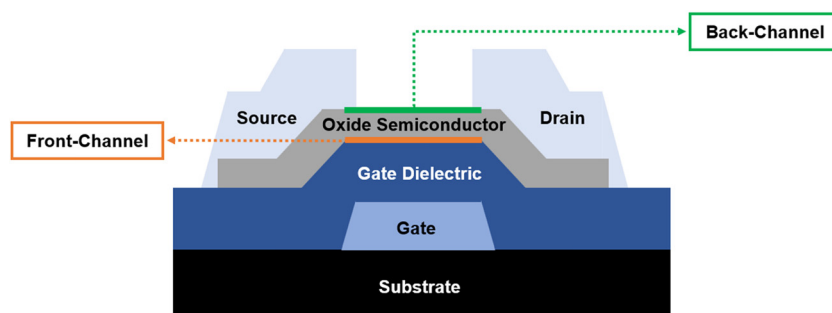 Back-Channel
Source
Drain
Oxide Semiconductor
Front-Channel
Gate Dielectric
Gate
Substrate